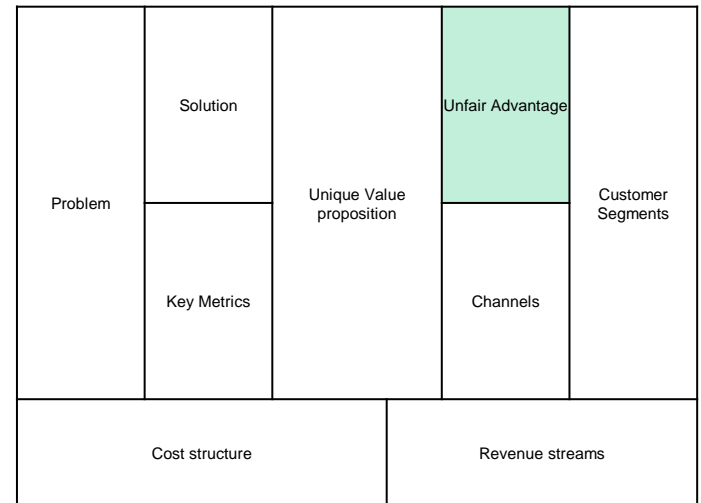 Problem
Solution
Key Metrics
Unique Value
proposition
Unfair Advantage
Channels
Customer
Segments
Cost structure
Revenue streams